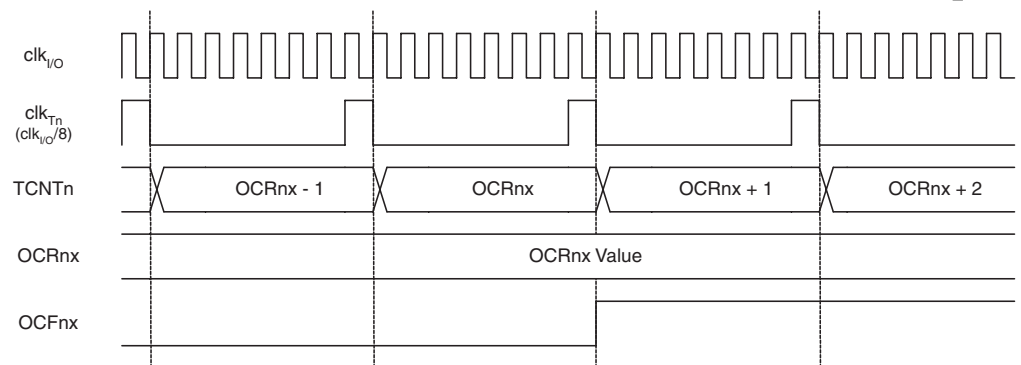 clkI/O
clkTn
(clkI/O/8)
TCNTn
OCRnx - 1
OCRnx
OCRnx + 1
OCRnx + 2
OCRnx
OCRnx Value
OCFnx